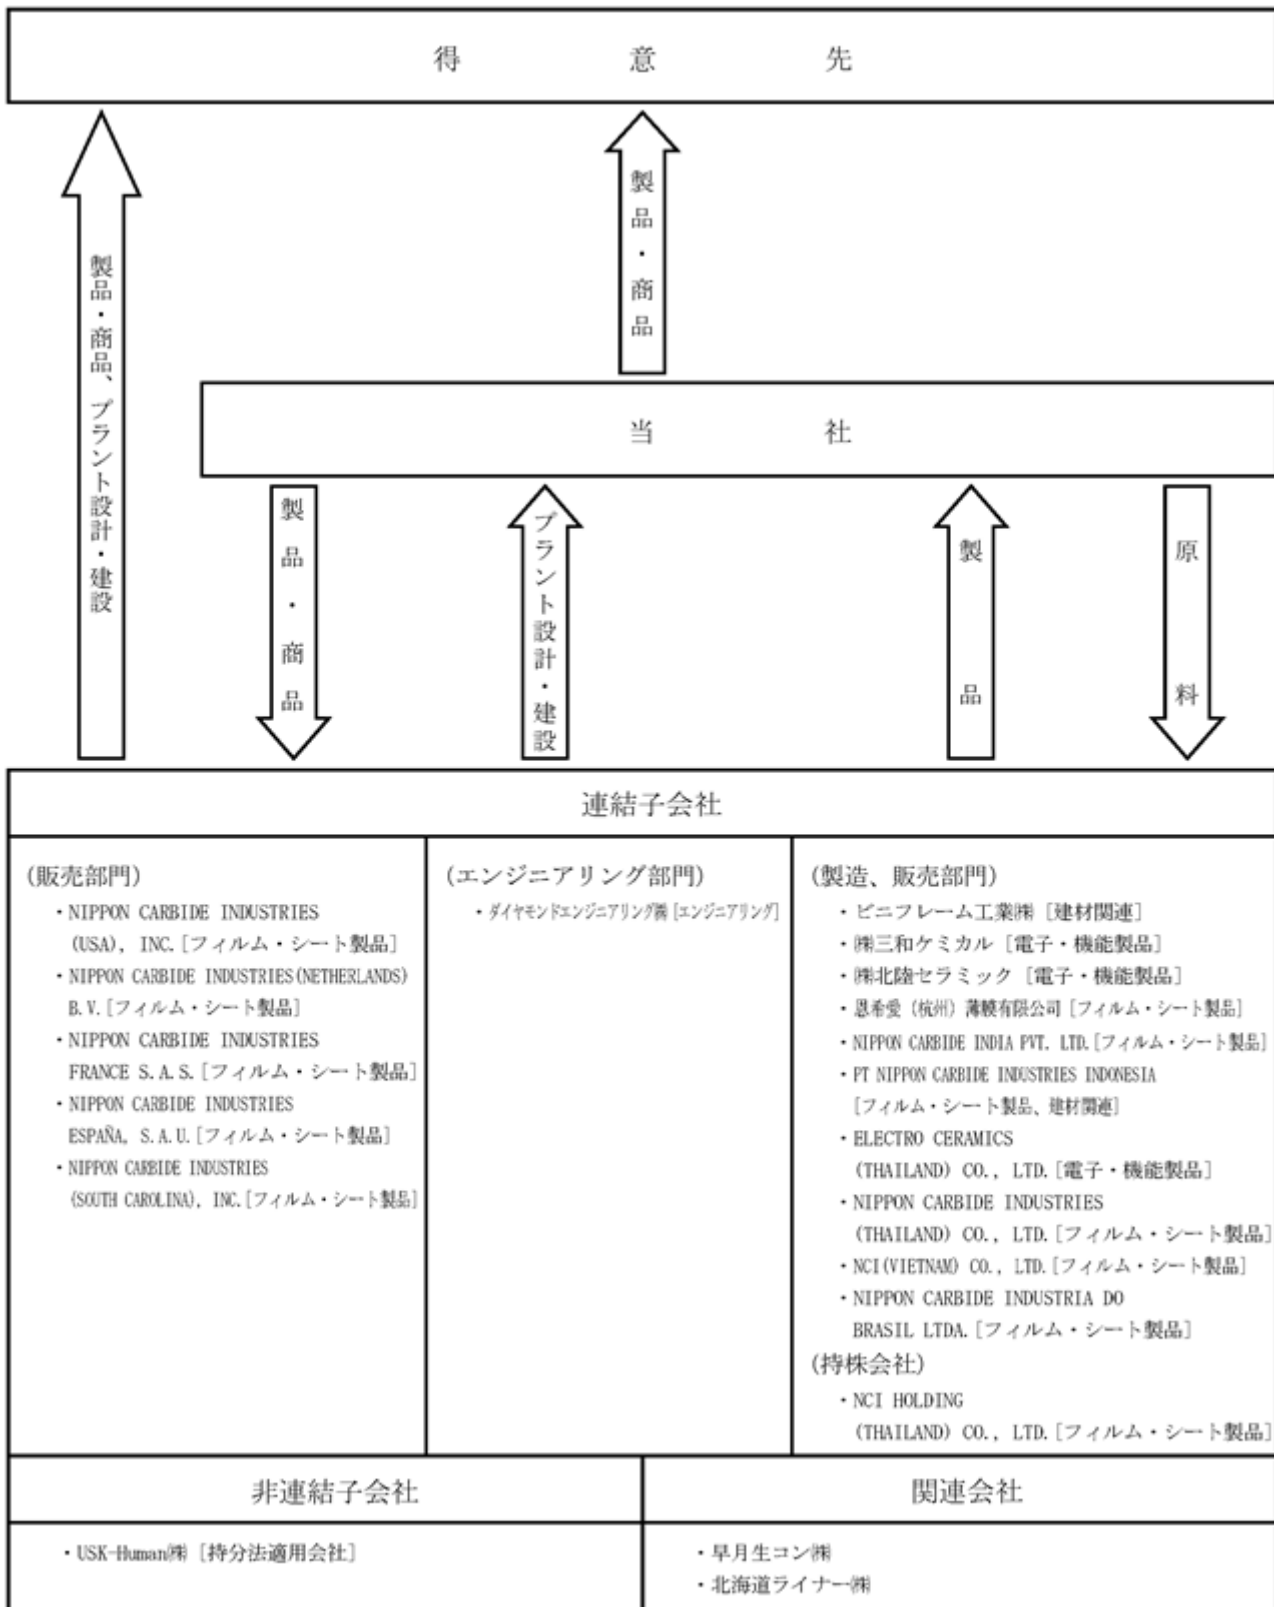 得意先
製品・商品、プラント設計・建設
製品・商品
当社
製品・商品
プラント設計・建設
製品
原料
連結子会社
(販売部門)
・NIPPON CARBIDE INDUSTRIES
(USA), INC.[フィルム・シート製品]
・NIPPON CARBIDE INDUSTRIES(NETHERLANDS)
B.V.[フィルム・シート製品]
・NIPPON CARBIDE INDUSTRIES
FRANCE S.A.S.[フィルム・シート製品]
・NIPPON CARBIDE INDUSTRIES
ESPAÑA, S.A.U.[フィルム・シート製品]
・NIPPON CARBIDE INDUSTRIES
(SOUTH CAROLINA), INC.[フィルム・シート製品]
(エンジニアリング部門)
・ダイヤモンドエンジニアリング㈱[エンジニアリング]
(製造、販売部門)
・ビニフレーム工業㈱ [建材関連]
・㈱三和ケミカル [電子・機能製品]
・㈱北陸セラミック [電子・機能製品]
・恩希愛（杭州）薄膜有限公司[フィルム・シート製品]
・NIPPON CARBIDE INDIA PVT. LTD.[フィルム・シート製品]
・PT NIPPON CARBIDE INDUSTRIES INDONESIA
[フィルム・シート製品、建材関連]
・ELECTRO CERAMICS
(THAILAND) CO., LTD.[電子・機能製品]
・NIPPON CARBIDE INDUSTRIES
(THAILAND) CO., LTD.[フィルム・シート製品]
・NCI(VIETNAM) CO., LTD.[フィルム・シート製品]
・NIPPON CARBIDE INDUSTRIA DO
BRASIL LTDA.[フィルム・シート製品]
(持株会社)
・NCI HOLDING
(THAILAND) CO., LTD.[フィルム・シート製品]
非連結子会社
・USK-Human㈱ [持分法適用会社]
関連会社
・早月生コン㈱
・北海道ライナー㈱